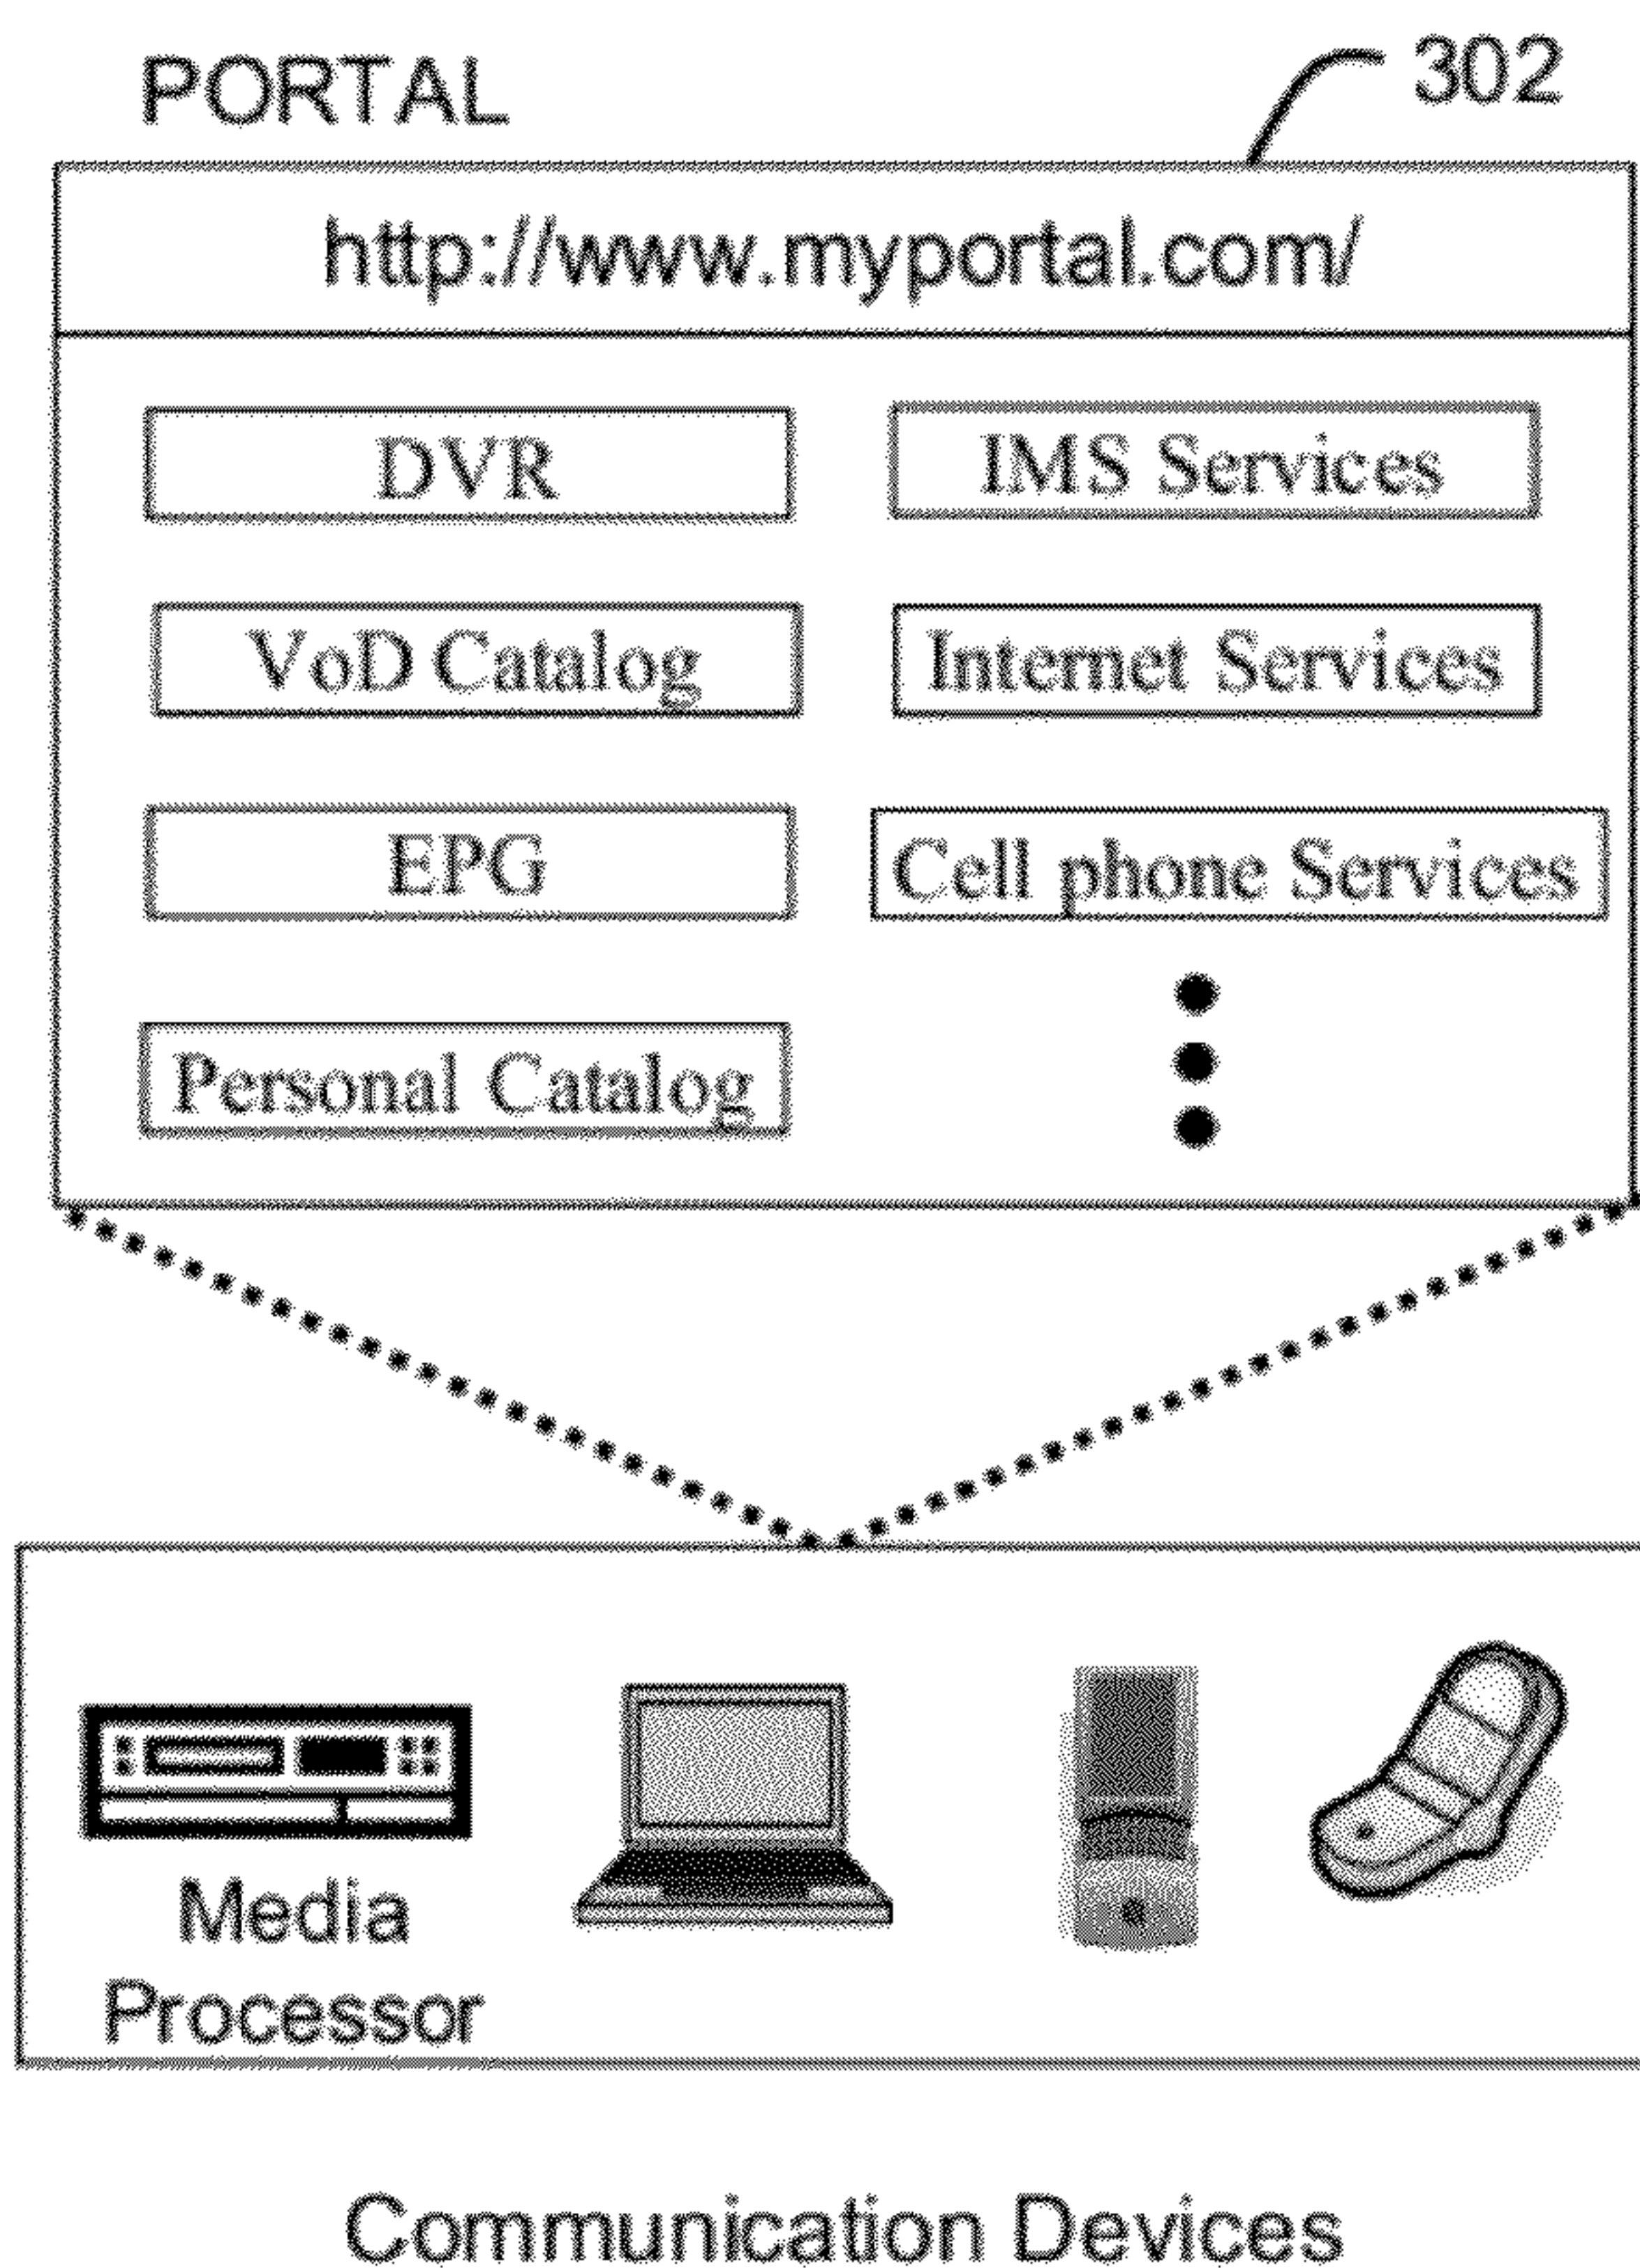 PORTAL
302
http://www.myportal.com/
DVR
IMS Services
VoD Catalog
Internet Services
EPG
Cell phone Services
Personal Catalog
Media
Processor
Communication Devices